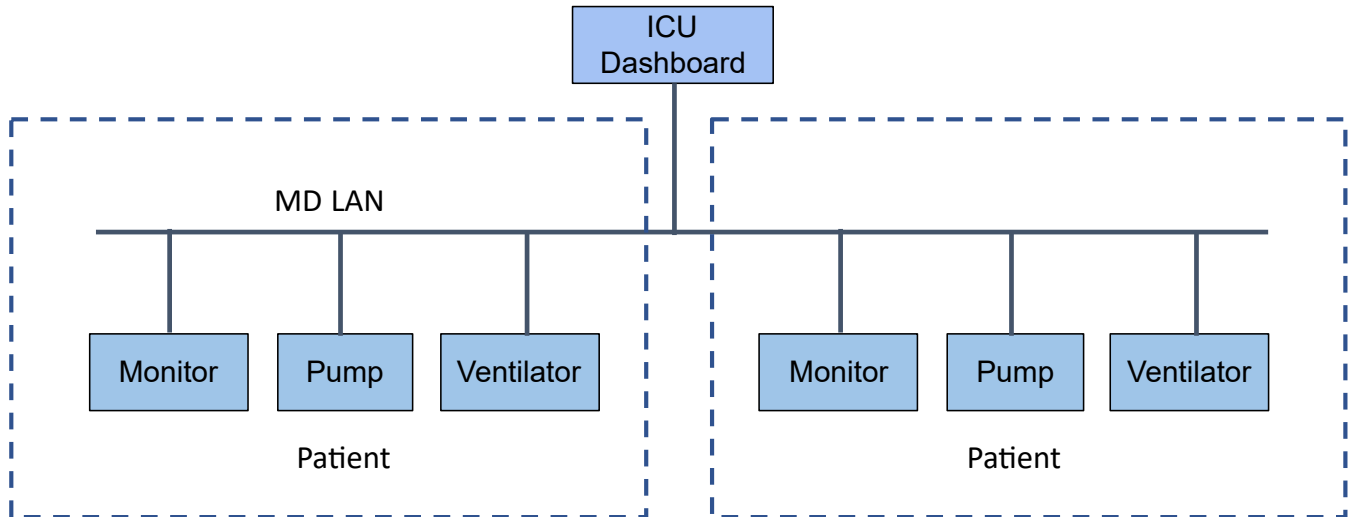 ICU
Dashboard
MD LAN
Monitor
Pump
Ventilator
Monitor
Pump
Ventilator
Patient
Patient